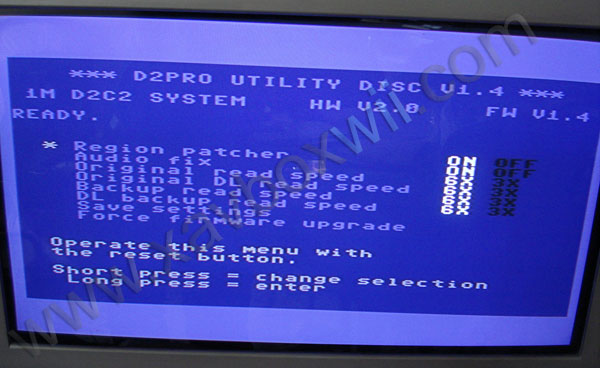 *** D2PRO UTILITY DISC V1.4 ***
1M D2C2 SYSTEM HW V2.0 FW V1.4
READY.
* Region patcher ON OFF
Audio fix ON OFF
Original read speed 6X 3X
Original DL read speed 6X 3X
Backup read speed 6X 3X
DL backup read speed 6X 3X
Save settings
Force firmware upgrade
Operate this menu with
the reset button.
Short press = change selection
Long press = enter